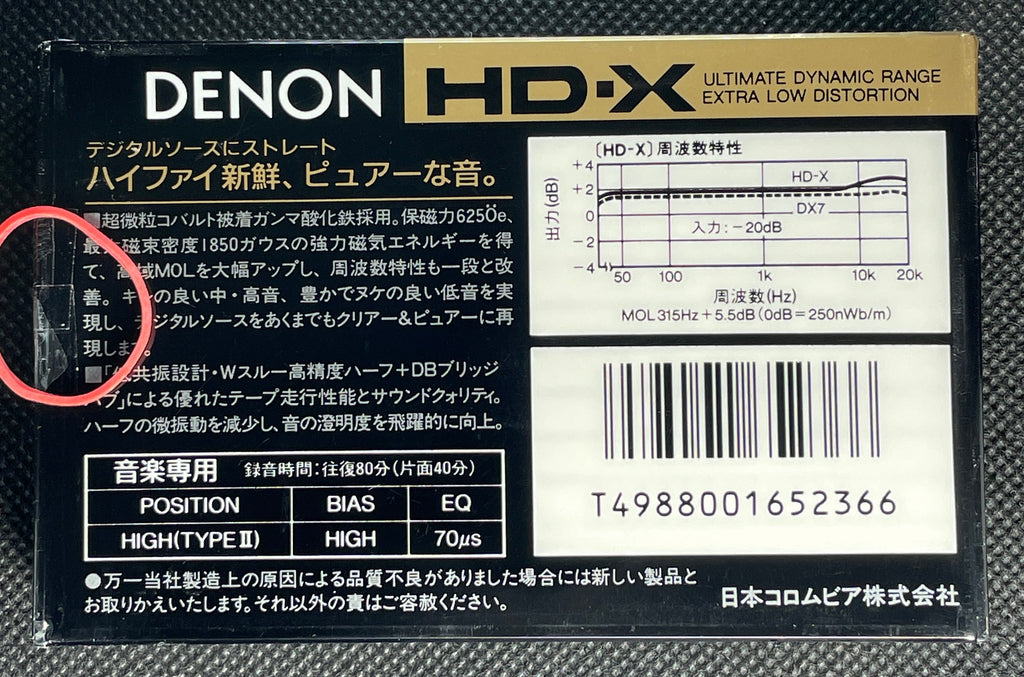 DENON HD-X ULTIMATE DYNAMIC RANGE
EXTRA LOW DISTORTION
デジタルソースにストレート
ハイファイ新鮮、ピュアーな音。
■超微粒コバルト被着ガンマ酸化鉄採用。保磁力625Oe、
最大磁束密度1850ガウスの強力磁気エネルギーを得
て、高域MOLを大幅アップし、周波数特性も一段と改
善。キレの良い中・高音、豊かでヌケの良い低音を実
現し、デジタルソースをあくまでもクリアー&ピュアーに再
現します。
■「低共振設計・Wスルー高精度ハーフ+DBブリッジ
ハブ」による優れたテープ走行性能とサウンドクォリティ。
ハーフの微振動を減少し、音の澄明度を飛躍的に向上。
音楽専用 録音時間:往復80分(片面40分)
POSITION BIAS EQ
HIGH(TYPEⅡ) HIGH 70μs
●万一当社製造上の原因による品質不良がありました場合には新しい製品と
お取りかえいたします。それ以外の責はご容赦ください。
〔HD-X〕周波数特性
出力(dB)
+4
+2
0
-2
-4
HD-X
DX7
入力:-20dB
50 100 1k 10k 20k
周波数(Hz)
MOL315Hz+5.5dB(0dB=250nWb/m)
T4988001652366
日本コロムビア株式会社